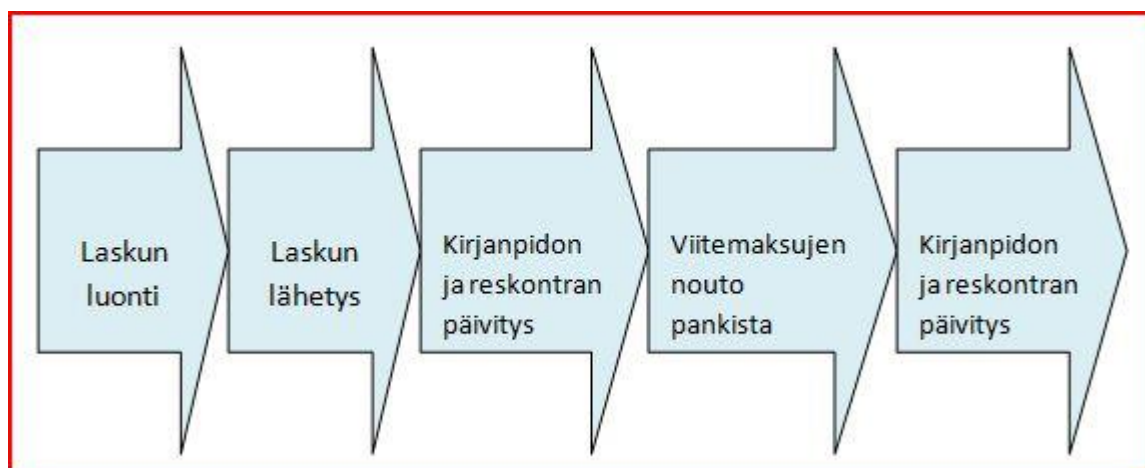 Laskun
luonti
Laskun
lähetys
Kirjanpidon
ja reskontran
päivitys
Viitemaksujen
nouto
pankista
Kirjanpidon
ja reskontran
päivitys